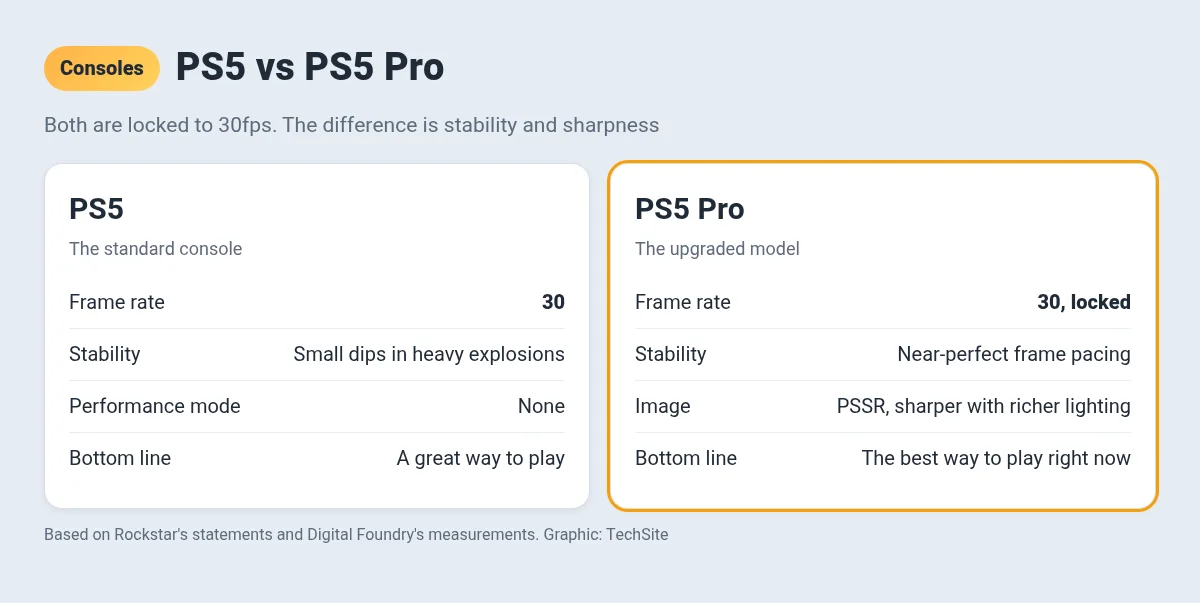 Consoles PS5 vs PS5 Pro
Both are locked to 30fps. The difference is stability and sharpness
PS5
The standard console
Frame rate 30
Stability Small dips in heavy explosions
Performance mode None
Bottom line A great way to play
PS5 Pro
The upgraded model
Frame rate 30, locked
Stability Near-perfect frame pacing
Image PSSR, sharper with richer lighting
Bottom line The best way to play right now
Based on Rockstar's statements and Digital Foundry's measurements. Graphic: TechSite